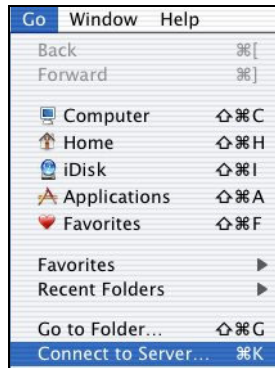 Go Window Help
Back ⌘[
Forward ⌘]
Computer ⇧⌘C
Home ⇧⌘H
iDisk ⇧⌘I
Applications ⇧⌘A
Favorites ⇧⌘F
Favorites ▶
Recent Folders ▶
Go to Folder... ⇧⌘G
Connect to Server... ⌘K